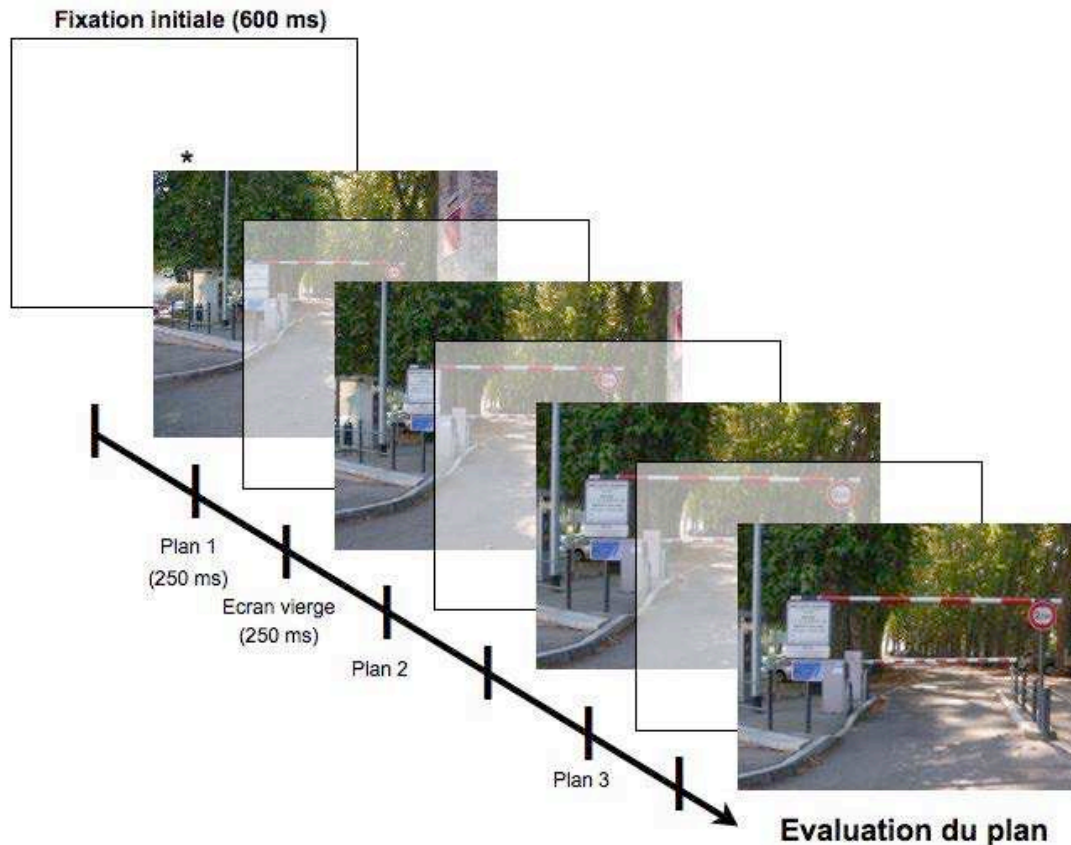 Fixation initiale (600 ms)
*
Plan 1
(250 ms)
Ecran vierge
(250 ms)
Plan 2
Plan 3
Evaluation du plan